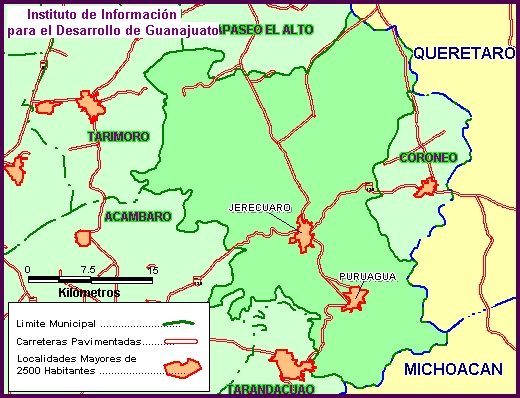 Instituto de Información
para el Desarrollo de Guanajuato
APASEO EL ALTO
QUERETARO
TARIMORO
CORONEO
JERECUARO
ACAMBARO
PURUAGUA
0 7.5 15
Kilómetros
Limite Municipal
Carreteras Pavimentadas
Localidades Mayores de
2500 Habitantes
MICHOACAN
TARANDACUAO